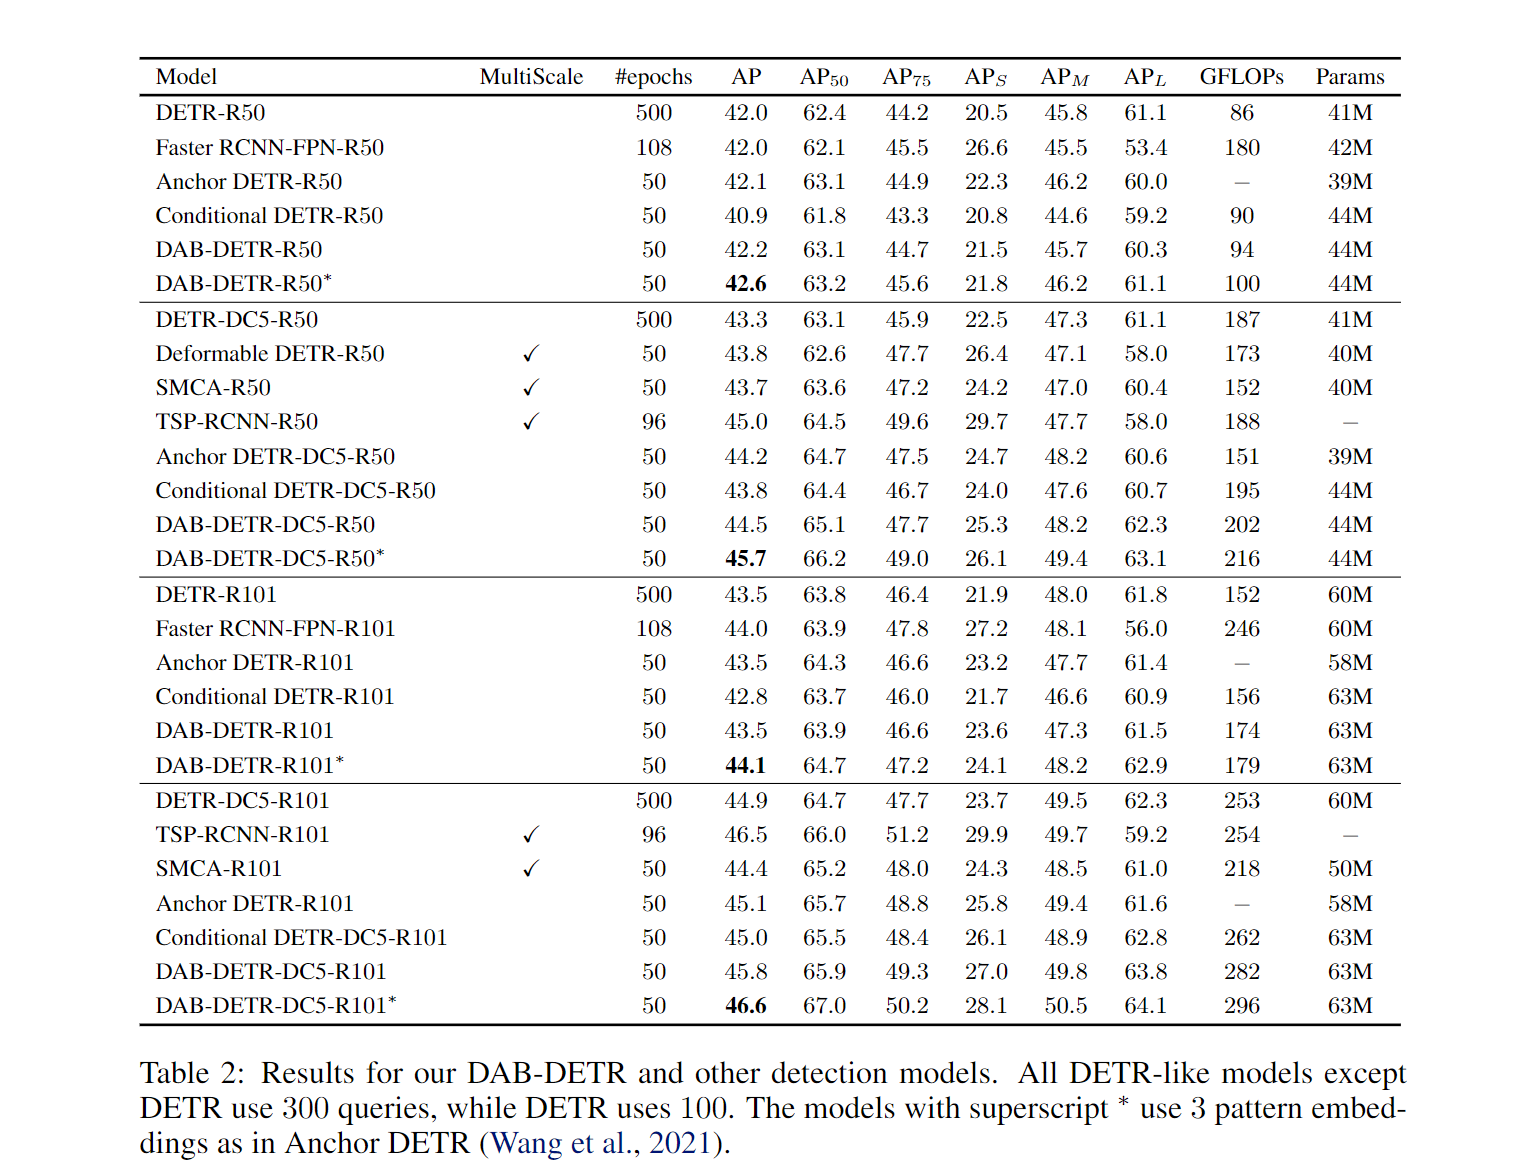 Model MultiScale #epochs AP AP50 AP75 APS APM APL GFLOPs Params
DETR-R50 500 42.0 62.4 44.2 20.5 45.8 61.1 86 41M
Faster RCNN-FPN-R50 108 42.0 62.1 45.5 26.6 45.5 53.4 180 42M
Anchor DETR-R50 50 42.1 63.1 44.9 22.3 46.2 60.0 − 39M
Conditional DETR-R50 50 40.9 61.8 43.3 20.8 44.6 59.2 90 44M
DAB-DETR-R50 50 42.2 63.1 44.7 21.5 45.7 60.3 94 44M
DAB-DETR-R50* 50 42.6 63.2 45.6 21.8 46.2 61.1 100 44M
DETR-DC5-R50 500 43.3 63.1 45.9 22.5 47.3 61.1 187 41M
Deformable DETR-R50 ✓ 50 43.8 62.6 47.7 26.4 47.1 58.0 173 40M
SMCA-R50 ✓ 50 43.7 63.6 47.2 24.2 47.0 60.4 152 40M
TSP-RCNN-R50 ✓ 96 45.0 64.5 49.6 29.7 47.7 58.0 188 −
Anchor DETR-DC5-R50 50 44.2 64.7 47.5 24.7 48.2 60.6 151 39M
Conditional DETR-DC5-R50 50 43.8 64.4 46.7 24.0 47.6 60.7 195 44M
DAB-DETR-DC5-R50 50 44.5 65.1 47.7 25.3 48.2 62.3 202 44M
DAB-DETR-DC5-R50* 50 45.7 66.2 49.0 26.1 49.4 63.1 216 44M
DETR-R101 500 43.5 63.8 46.4 21.9 48.0 61.8 152 60M
Faster RCNN-FPN-R101 108 44.0 63.9 47.8 27.2 48.1 56.0 246 60M
Anchor DETR-R101 50 43.5 64.3 46.6 23.2 47.7 61.4 − 58M
Conditional DETR-R101 50 42.8 63.7 46.0 21.7 46.6 60.9 156 63M
DAB-DETR-R101 50 43.5 63.9 46.6 23.6 47.3 61.5 174 63M
DAB-DETR-R101* 50 44.1 64.7 47.2 24.1 48.2 62.9 179 63M
DETR-DC5-R101 500 44.9 64.7 47.7 23.7 49.5 62.3 253 60M
TSP-RCNN-R101 ✓ 96 46.5 66.0 51.2 29.9 49.7 59.2 254 −
SMCA-R101 ✓ 50 44.4 65.2 48.0 24.3 48.5 61.0 218 50M
Anchor DETR-R101 50 45.1 65.7 48.8 25.8 49.4 61.6 − 58M
Conditional DETR-DC5-R101 50 45.0 65.5 48.4 26.1 48.9 62.8 262 63M
DAB-DETR-DC5-R101 50 45.8 65.9 49.3 27.0 49.8 63.8 282 63M
DAB-DETR-DC5-R101* 50 46.6 67.0 50.2 28.1 50.5 64.1 296 63M
Table 2: Results for our DAB-DETR and other detection models. All DETR-like models except
DETR use 300 queries, while DETR uses 100. The models with superscript * use 3 pattern embed-
dings as in Anchor DETR (Wang et al., 2021).